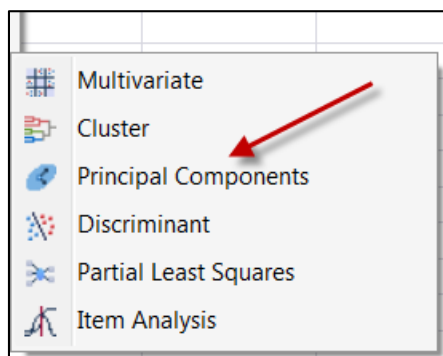 Multivariate
Cluster
Principal Components
Discriminant
Partial Least Squares
Item Analysis